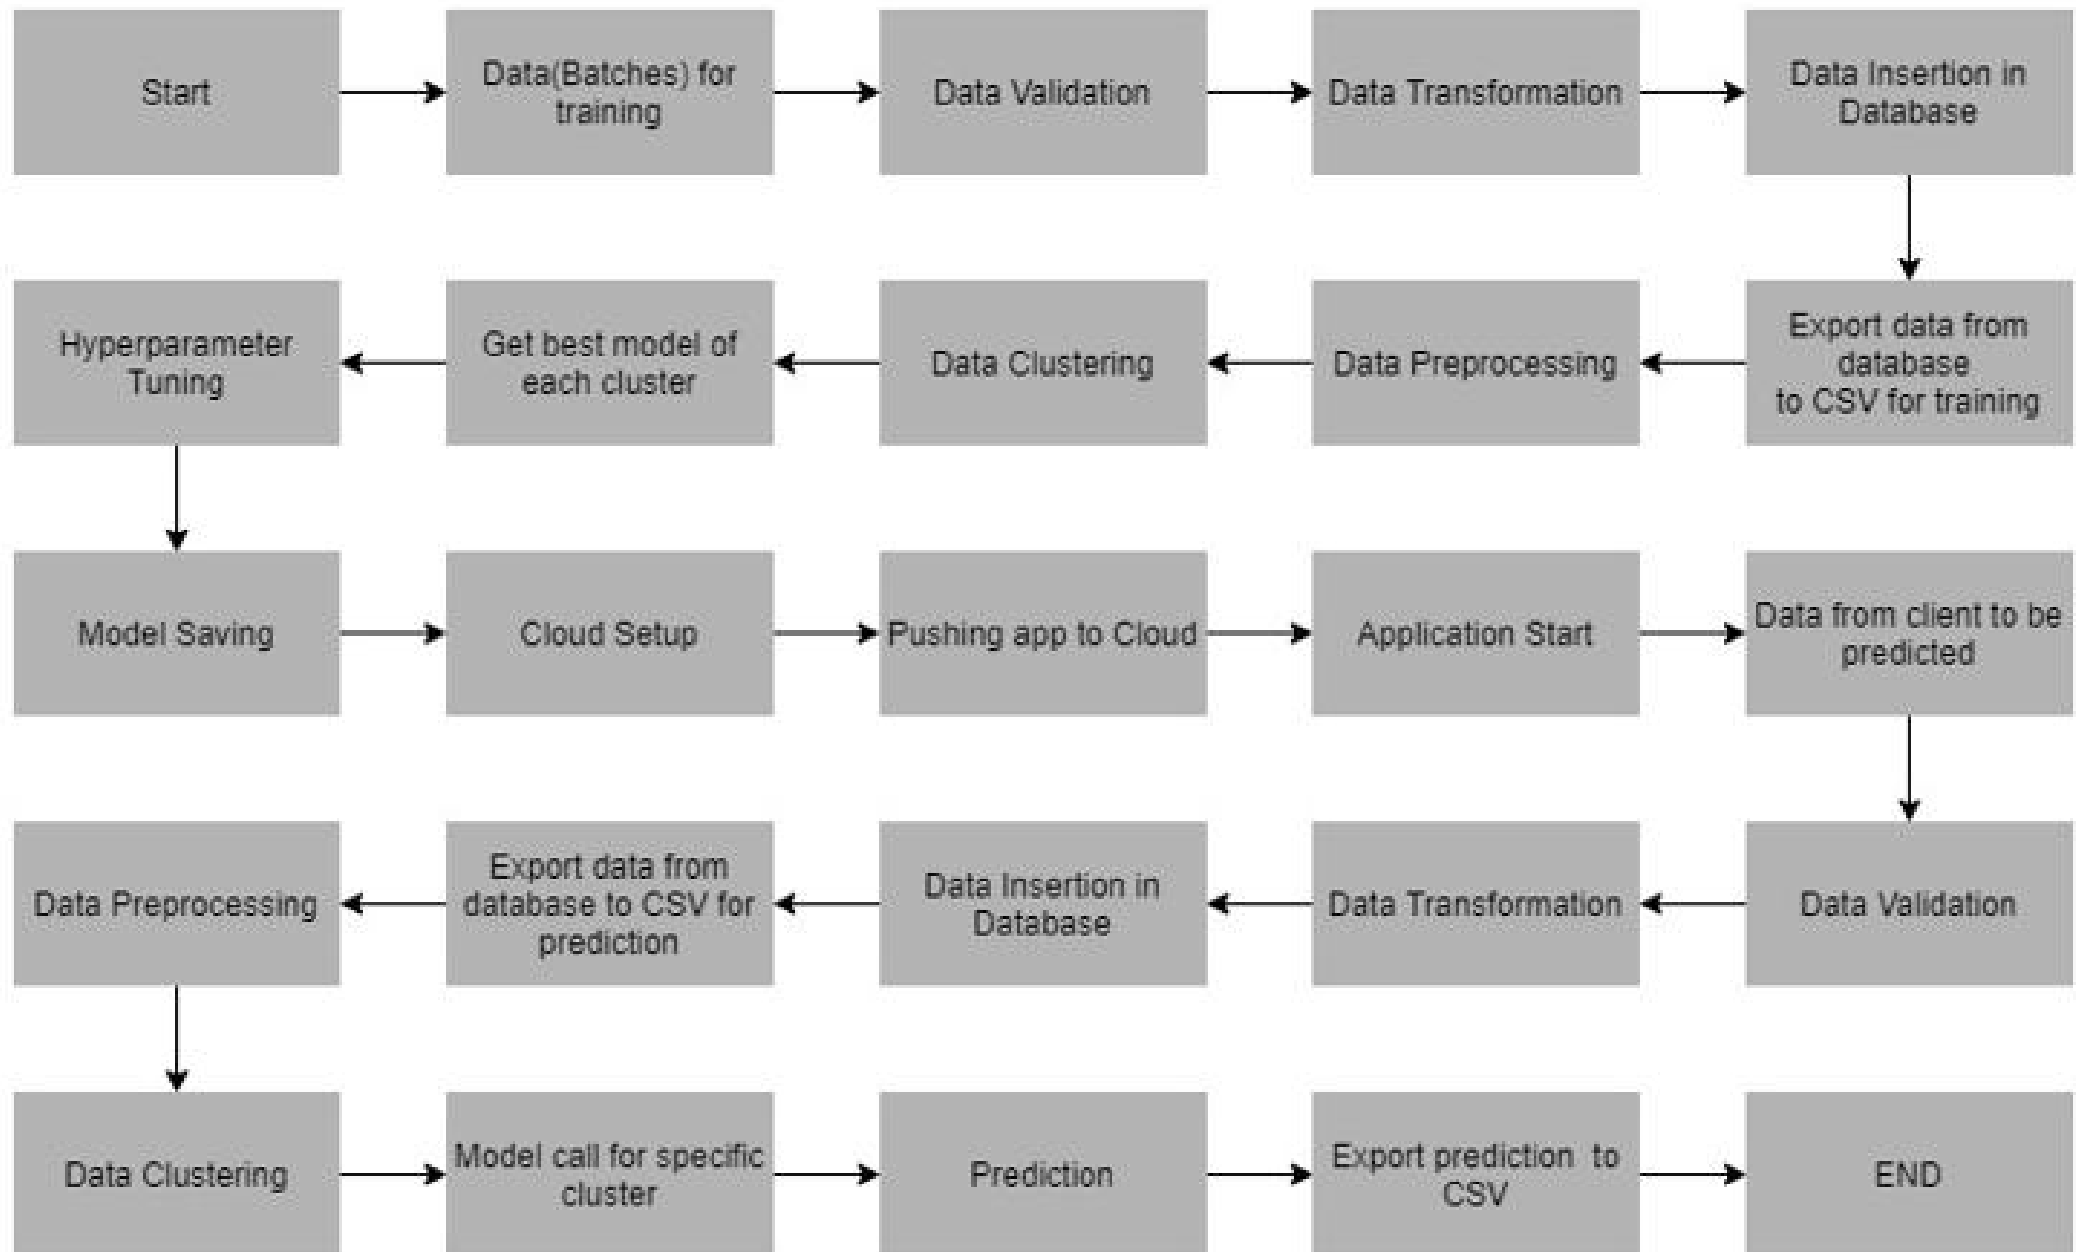 Start
Data(Batches) for
training
Data Validation
Data Transformation
Data Insertion in
Database
Hyperparameter
Tuning
Get best model of
each cluster
Data Clustering
Data Preprocessing
Export data from
database
to CSV for training
Model Saving
Cloud Setup
Pushing app to Cloud
Application Start
Data from client to be
predicted
Data Preprocessing
Export data from
database to CSV for
prediction
Data Insertion in
Database
Data Transformation
Data Validation
Data Clustering
Model call for specific
cluster
Prediction
Export prediction to
CSV
END